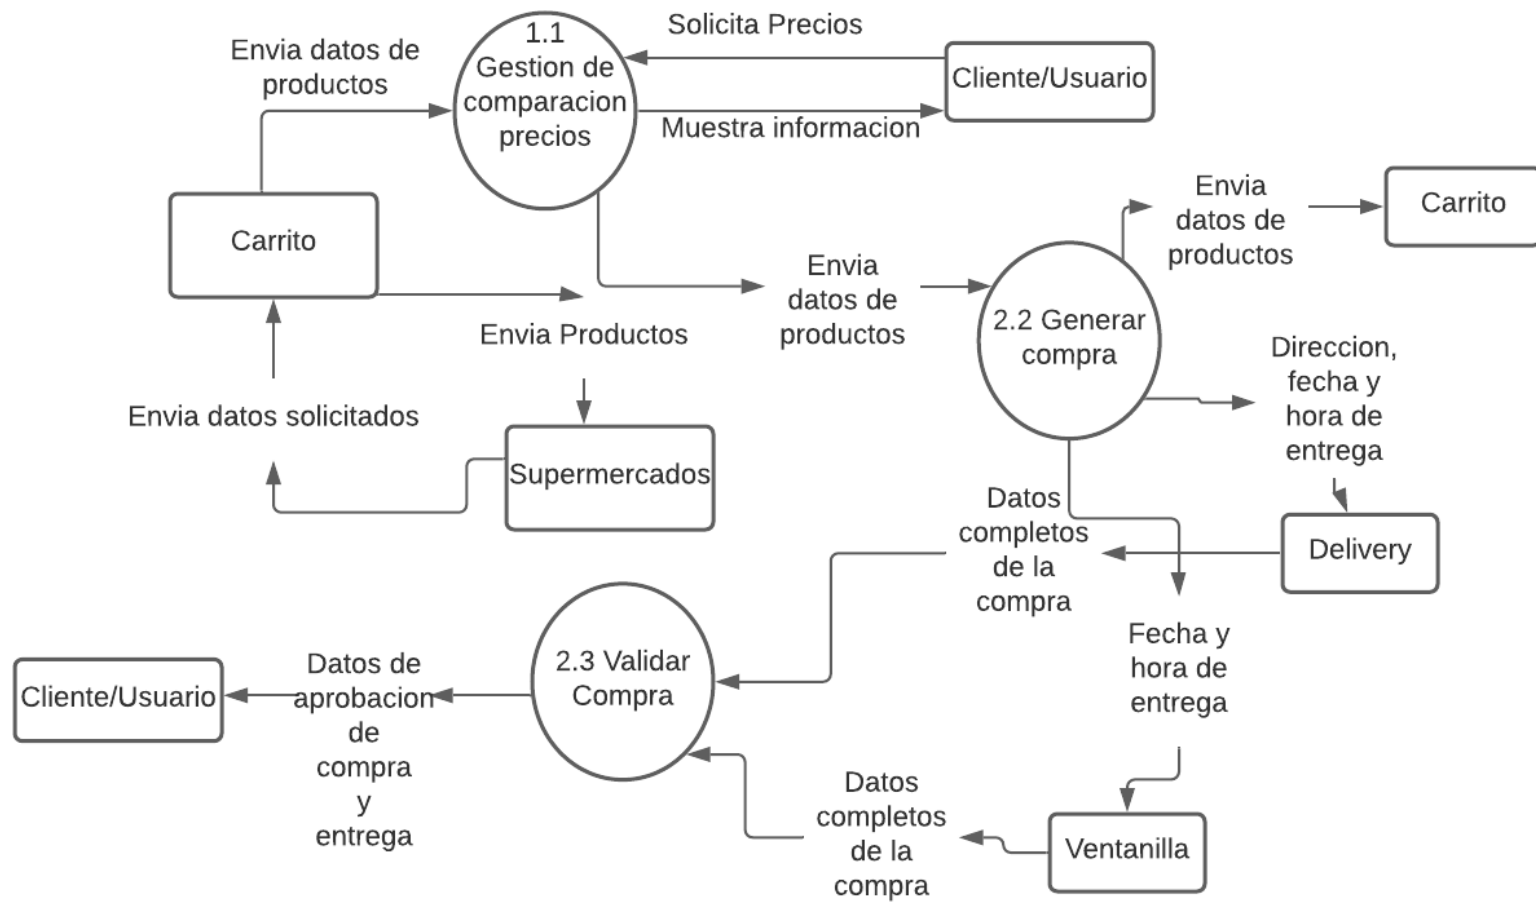 Solicita Precios
Envia datos de
productos
1.1
Gestion de
comparacion
precios
Cliente/Usuario
Muestra informacion
Envia
datos de
productos
Carrito
Carrito
Envia
datos de
productos
2.2 Generar
compra
Envia Productos
Direccion,
fecha y
hora de
entrega
Envia datos solicitados
Supermercados
Datos
completos
de la
compra
Delivery
Fecha y
hora de
entrega
2.3 Validar
Compra
Datos de
aprobacion
de
compra
y
entrega
Cliente/Usuario
Datos
completos
de la
compra
Ventanilla